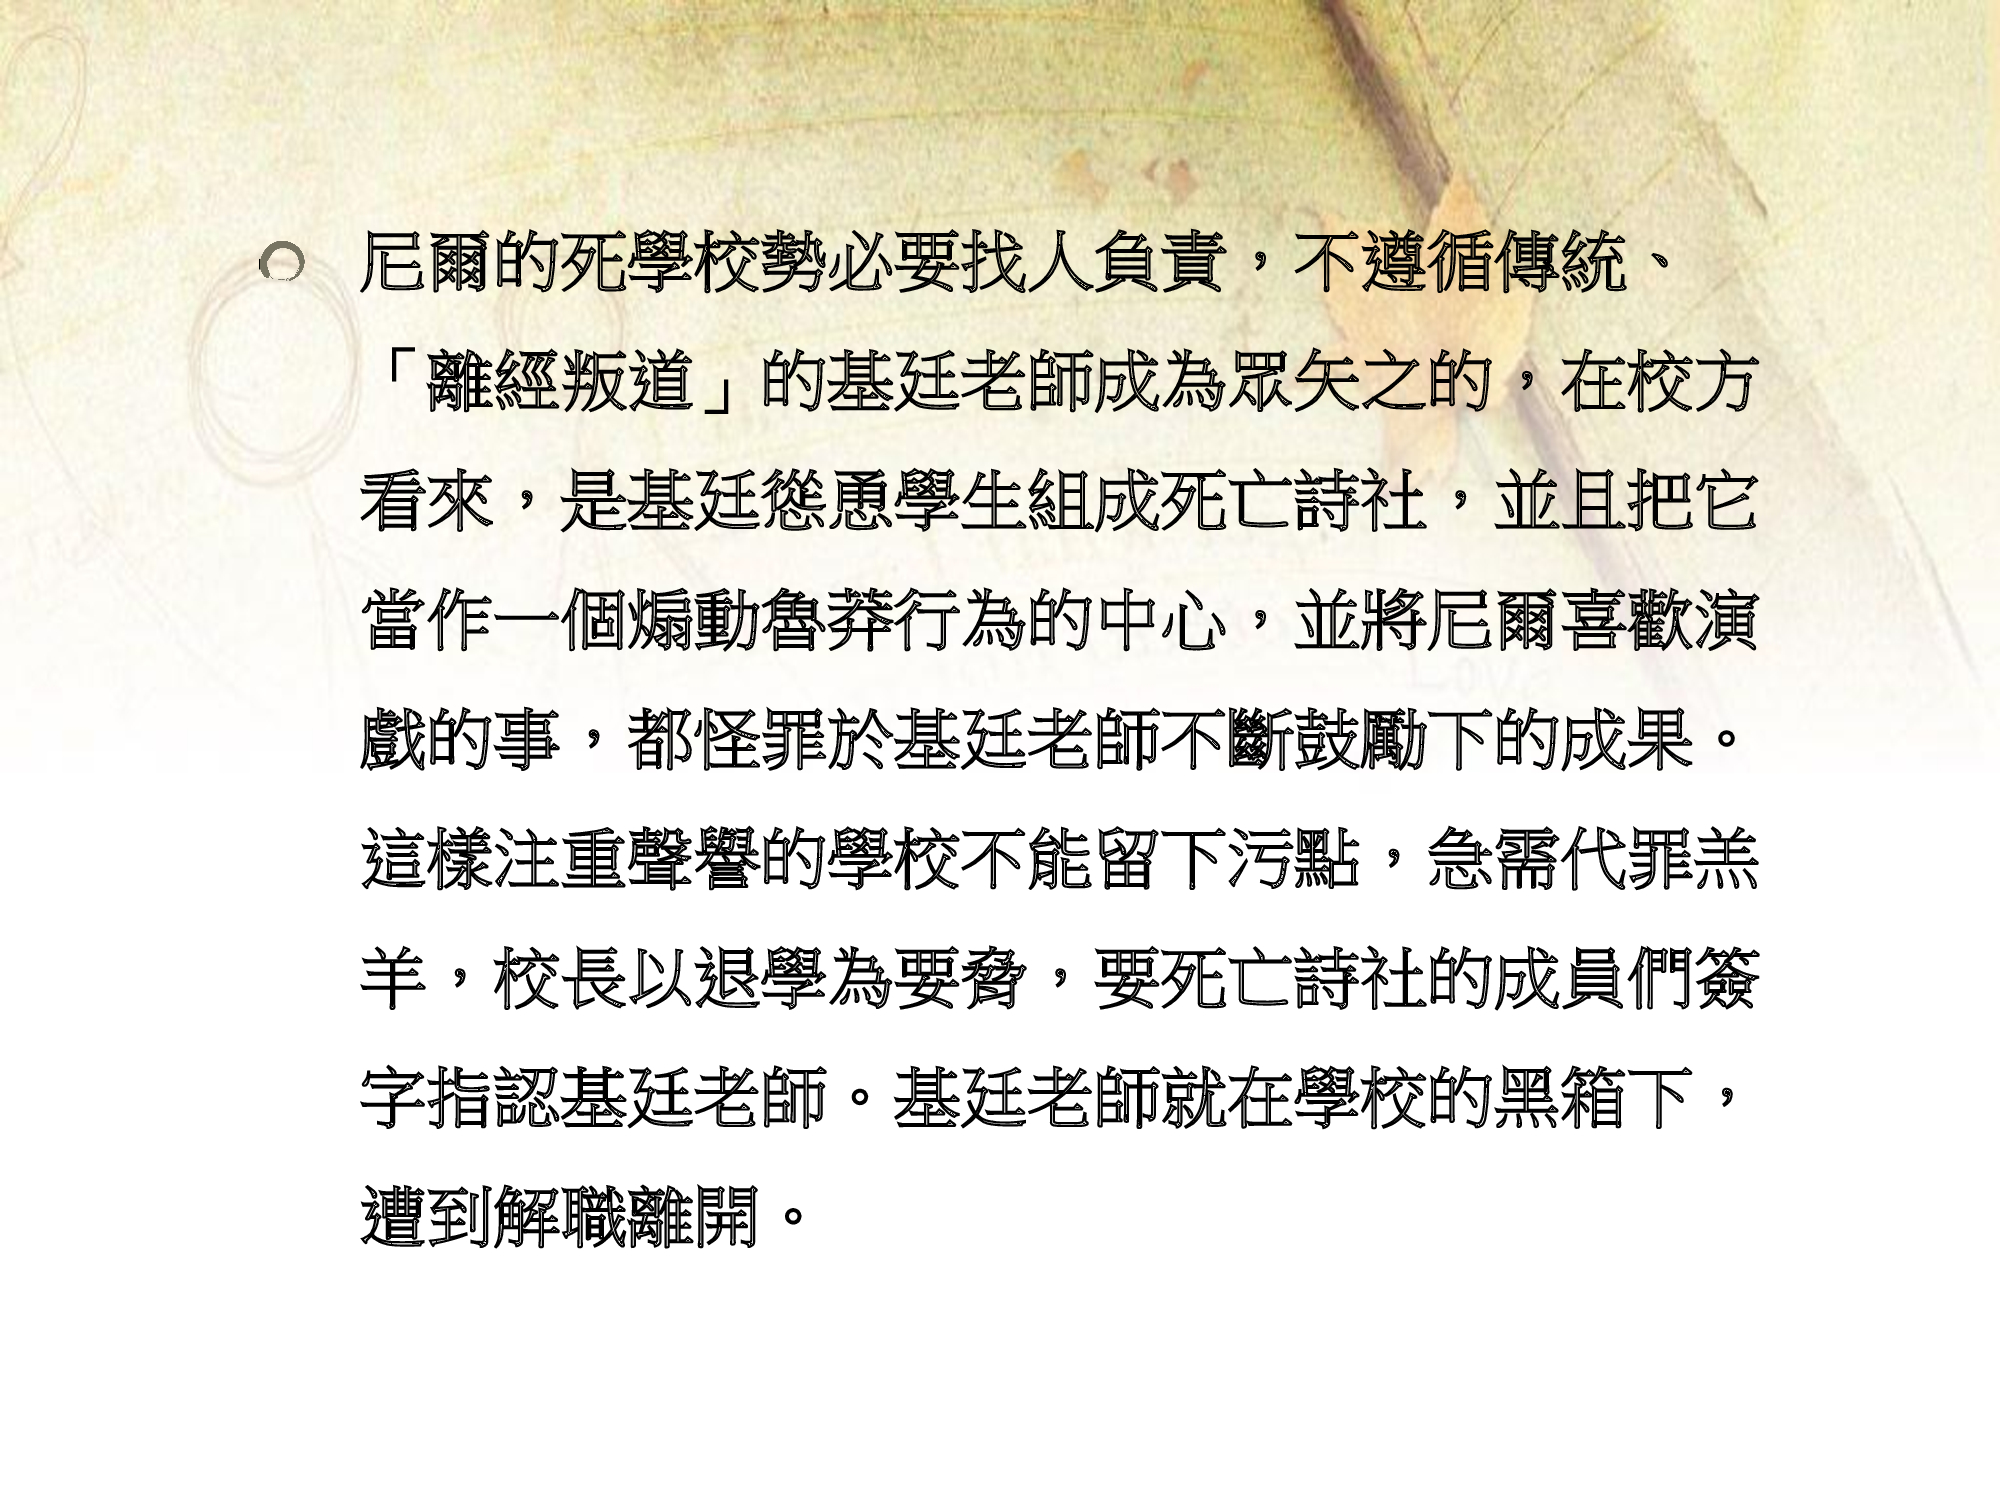 尼爾的死學校勢必要找人負責，不遵循傳統、
「離經叛道」的基廷老師成為眾矢之的，在校方
看來，是基廷慫恿學生組成死亡詩社，並且把它
當作一個煽動魯莽行為的中心，並將尼爾喜歡演
戲的事，都怪罪於基廷老師不斷鼓勵下的成果。
這樣注重聲譽的學校不能留下污點，急需代罪羔
羊，校長以退學為要脅，要死亡詩社的成員們簽
字指認基廷老師。基廷老師就在學校的黑箱下，
遭到解職離開。